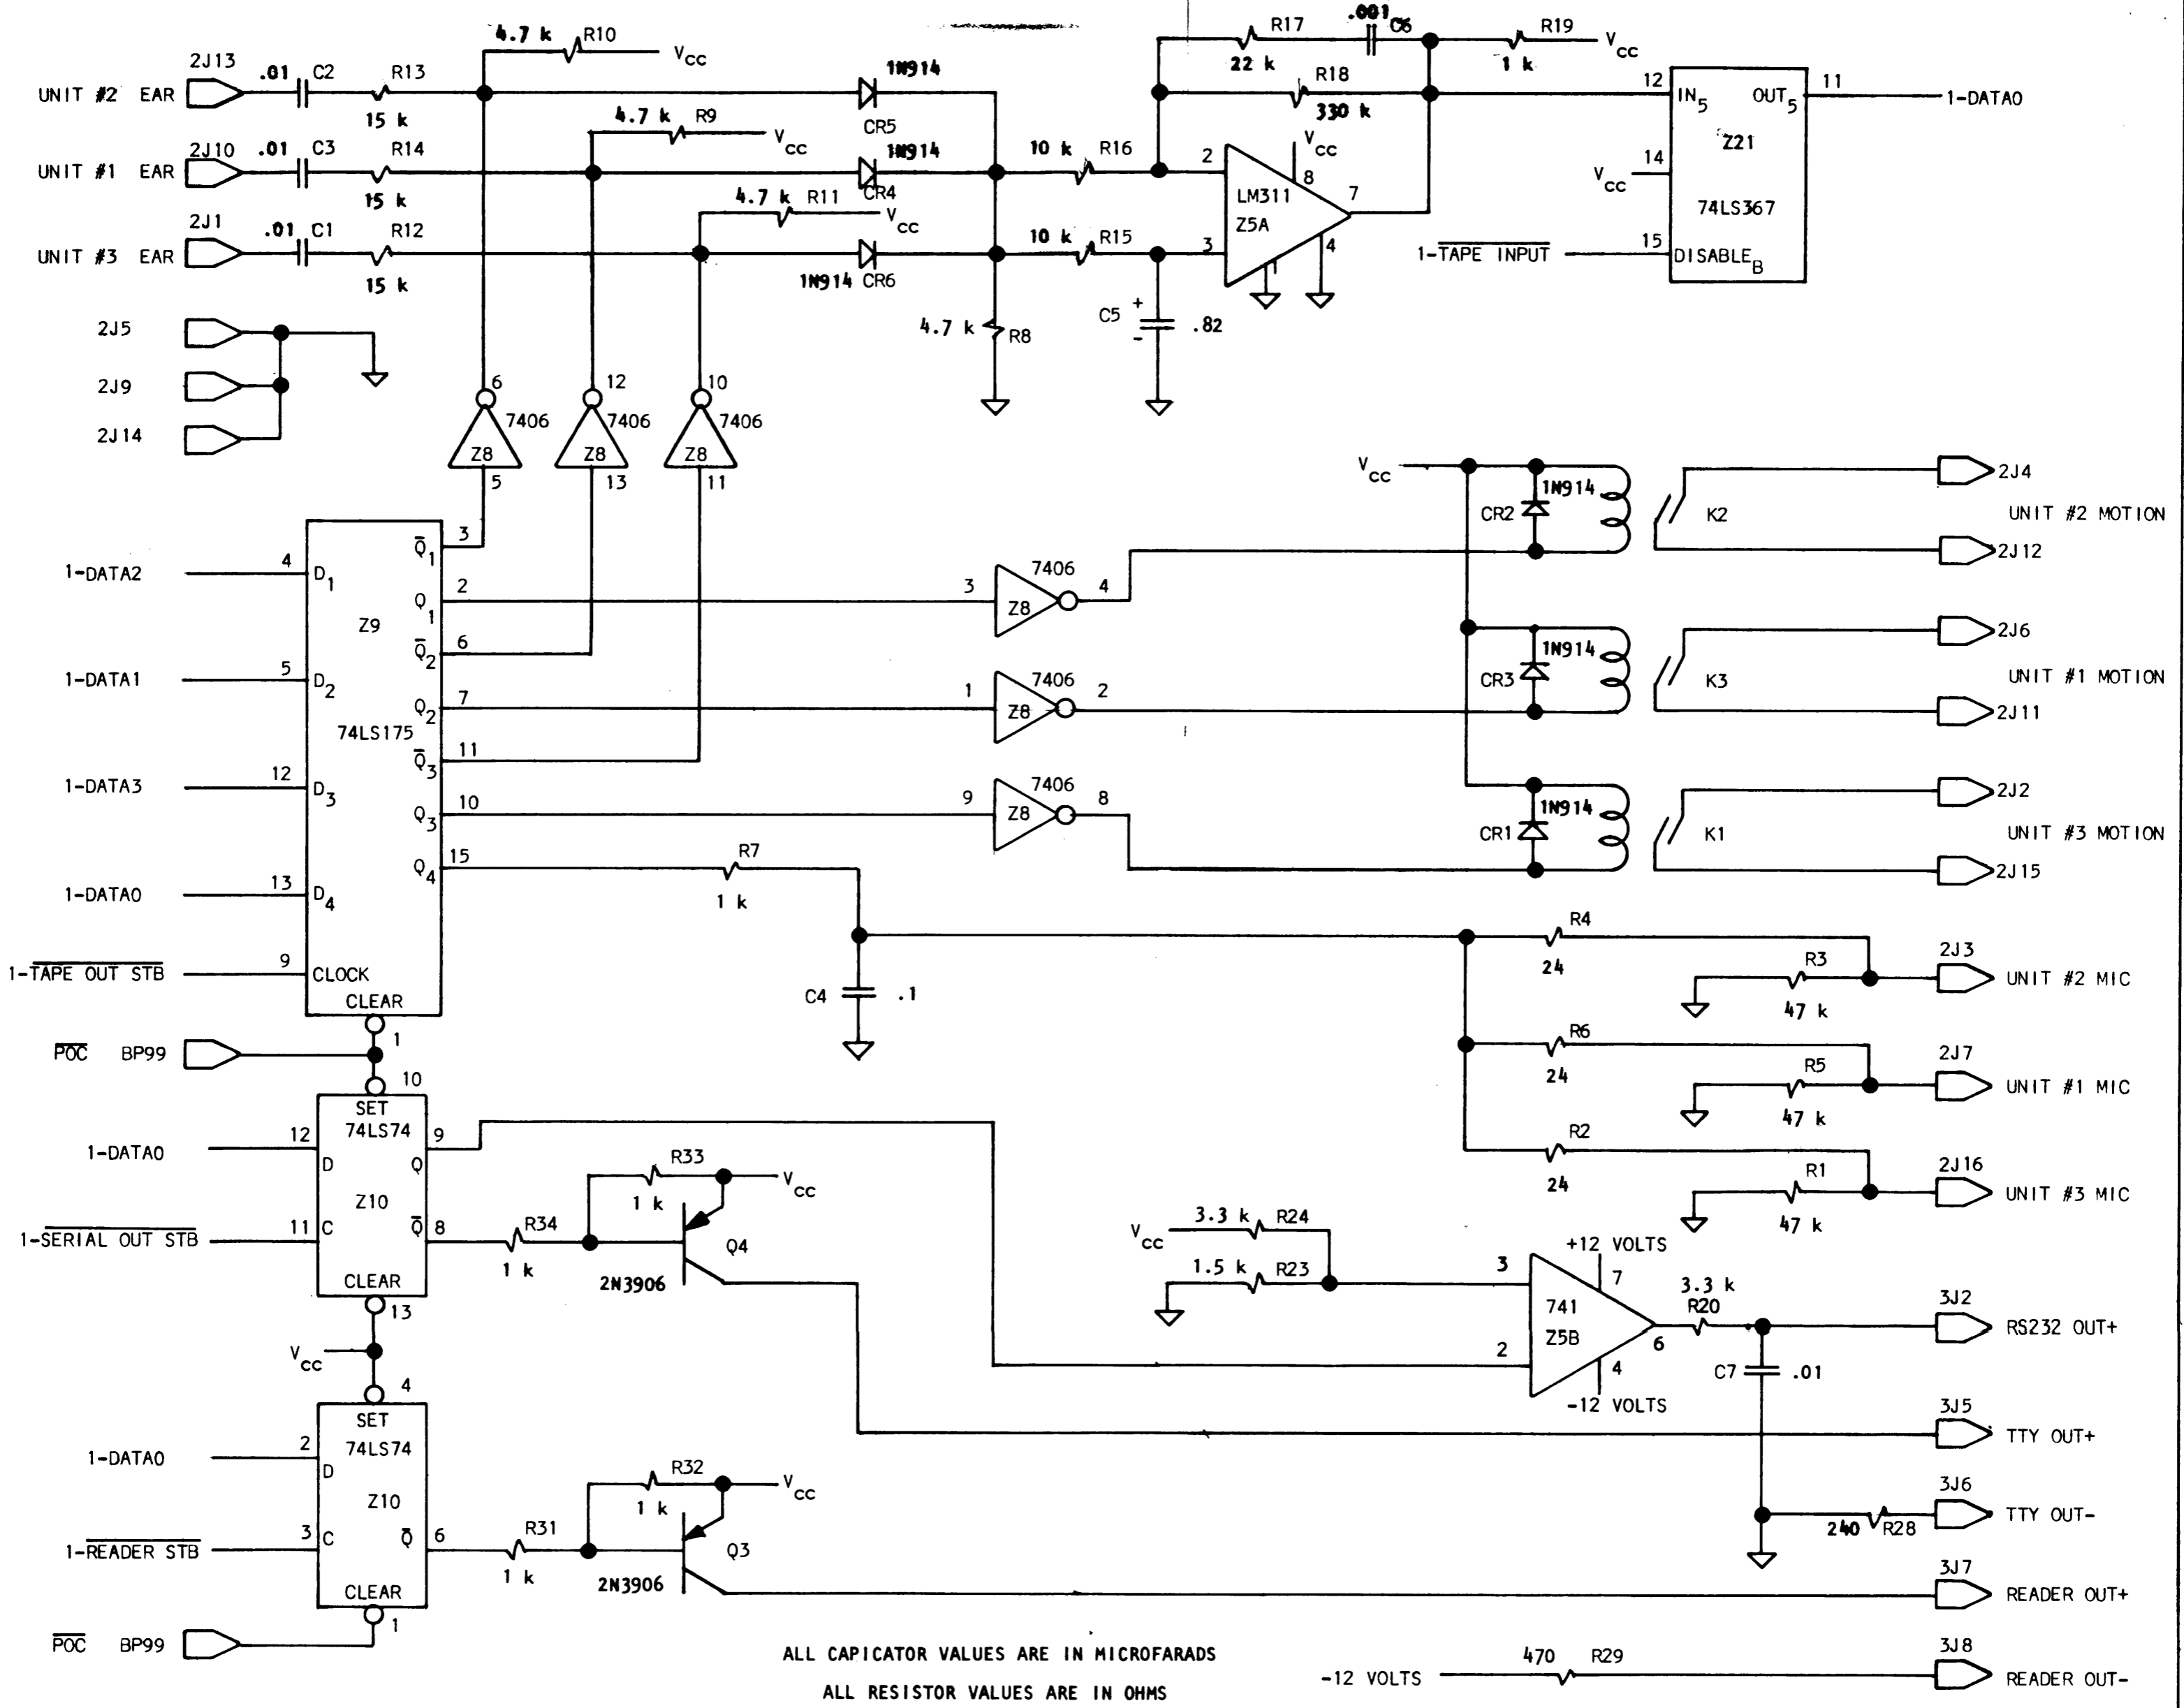 4.7 k R10 VCC
2J13 .01 C2 R13 15 k
UNIT #2 EAR
1N914 CR5
4.7 k R9 VCC
2J10 .01 C3 R14 15 k
UNIT #1 EAR
1N914 CR4
4.7 k R11 VCC
2J1 .01 C1 R12 15 k
UNIT #3 EAR
1N914 CR6
R17 22 k .001 C6 R19 1 k VCC
R18 330 k
10 k R16 2
10 k R15 3
VCC 8 LM311 Z5A 7 1 4
4.7 k R8
C5 + - .82
12 IN5 OUT5 11 1-DATA0
Z21
14 VCC
74LS367
1-TAPE INPUT 15 DISABLEB
2J5
2J9
2J14
6 7406 Z8 5
12 7406 Z8 13
10 7406 Z8 11
VCC
1N914 CR2 K2 2J4
UNIT #2 MOTION
2J12
1N914 CR3 K3 2J6
UNIT #1 MOTION
2J11
1N914 CR1 K1 2J2
UNIT #3 MOTION
2J15
Q̅1 3
1-DATA2 4 D1
Q1 2
3 7406 Z8 4
Z9
Q̅2 6
1-DATA1 5 D2
Q2 7
1 7406 Z8 2
74LS175
Q̅3 11
1-DATA3 12 D3
Q3 10
9 7406 Z8 8
Q4 15 R7 1 k
1-DATA0 13 D4
1-TAPE OUT STB 9 CLOCK
CLEAR
1
C4 .1
R4 24
R3 47 k
2J3 UNIT #2 MIC
R6 24
R5 47 k
2J7 UNIT #1 MIC
R2 24
R1 47 k
2J16 UNIT #3 MIC
POC BP99
10
SET
74LS74
1-DATA0 12 D Q 9
Z10
1-SERIAL OUT STB 11 C Q̅ 8
CLEAR
13
R34 1 k
R33 1 k VCC
Q4 2N3906
VCC 3.3 k R24
1.5 k R23
3 +12 VOLTS 7
741 Z5B
2 4 6
-12 VOLTS
3.3 k R20
3J2 RS232 OUT+
C7 .01
3J5 TTY OUT+
3J6 TTY OUT-
240 R28
VCC
4
SET
74LS74
1-DATA0 2 D
Z10
1-READER STB 3 C Q̅ 6
CLEAR
1
R31 1 k
R32 1 k VCC
Q3 2N3906
3J7 READER OUT+
POC BP99
ALL CAPICATOR VALUES ARE IN MICROFARADS
ALL RESISTOR VALUES ARE IN OHMS
-12 VOLTS 470 R29
3J8 READER OUT-